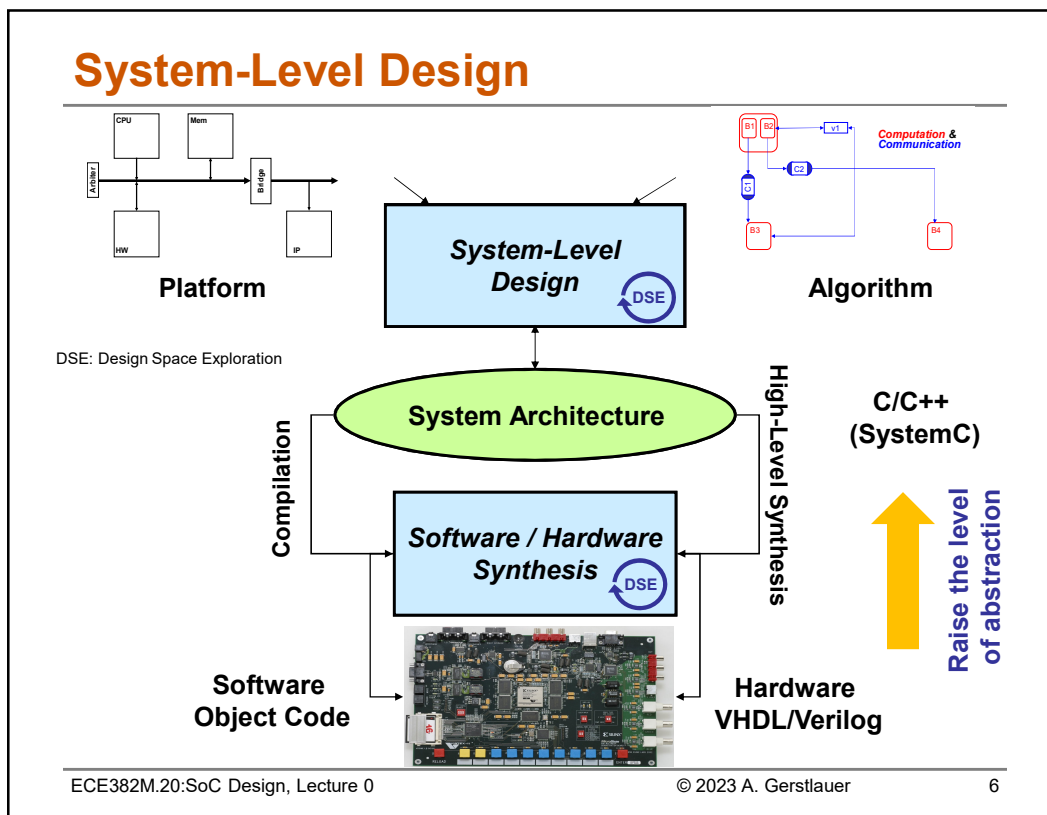 System-Level Design
CPU
Mem
Arbiter
Bridge
HW
IP
Platform
B1
B2
v1
Computation &
Communication
C1
C2
B3
B4
Algorithm
System-Level
Design
DSE
DSE: Design Space Exploration
System Architecture
Compilation
High-Level Synthesis
C/C++
(SystemC)
Software / Hardware
Synthesis
DSE
Raise the level
of abstraction
Software
Object Code
Hardware
VHDL/Verilog
RELOAD
ECE382M.20:SoC Design, Lecture 0
© 2023 A. Gerstlauer
6